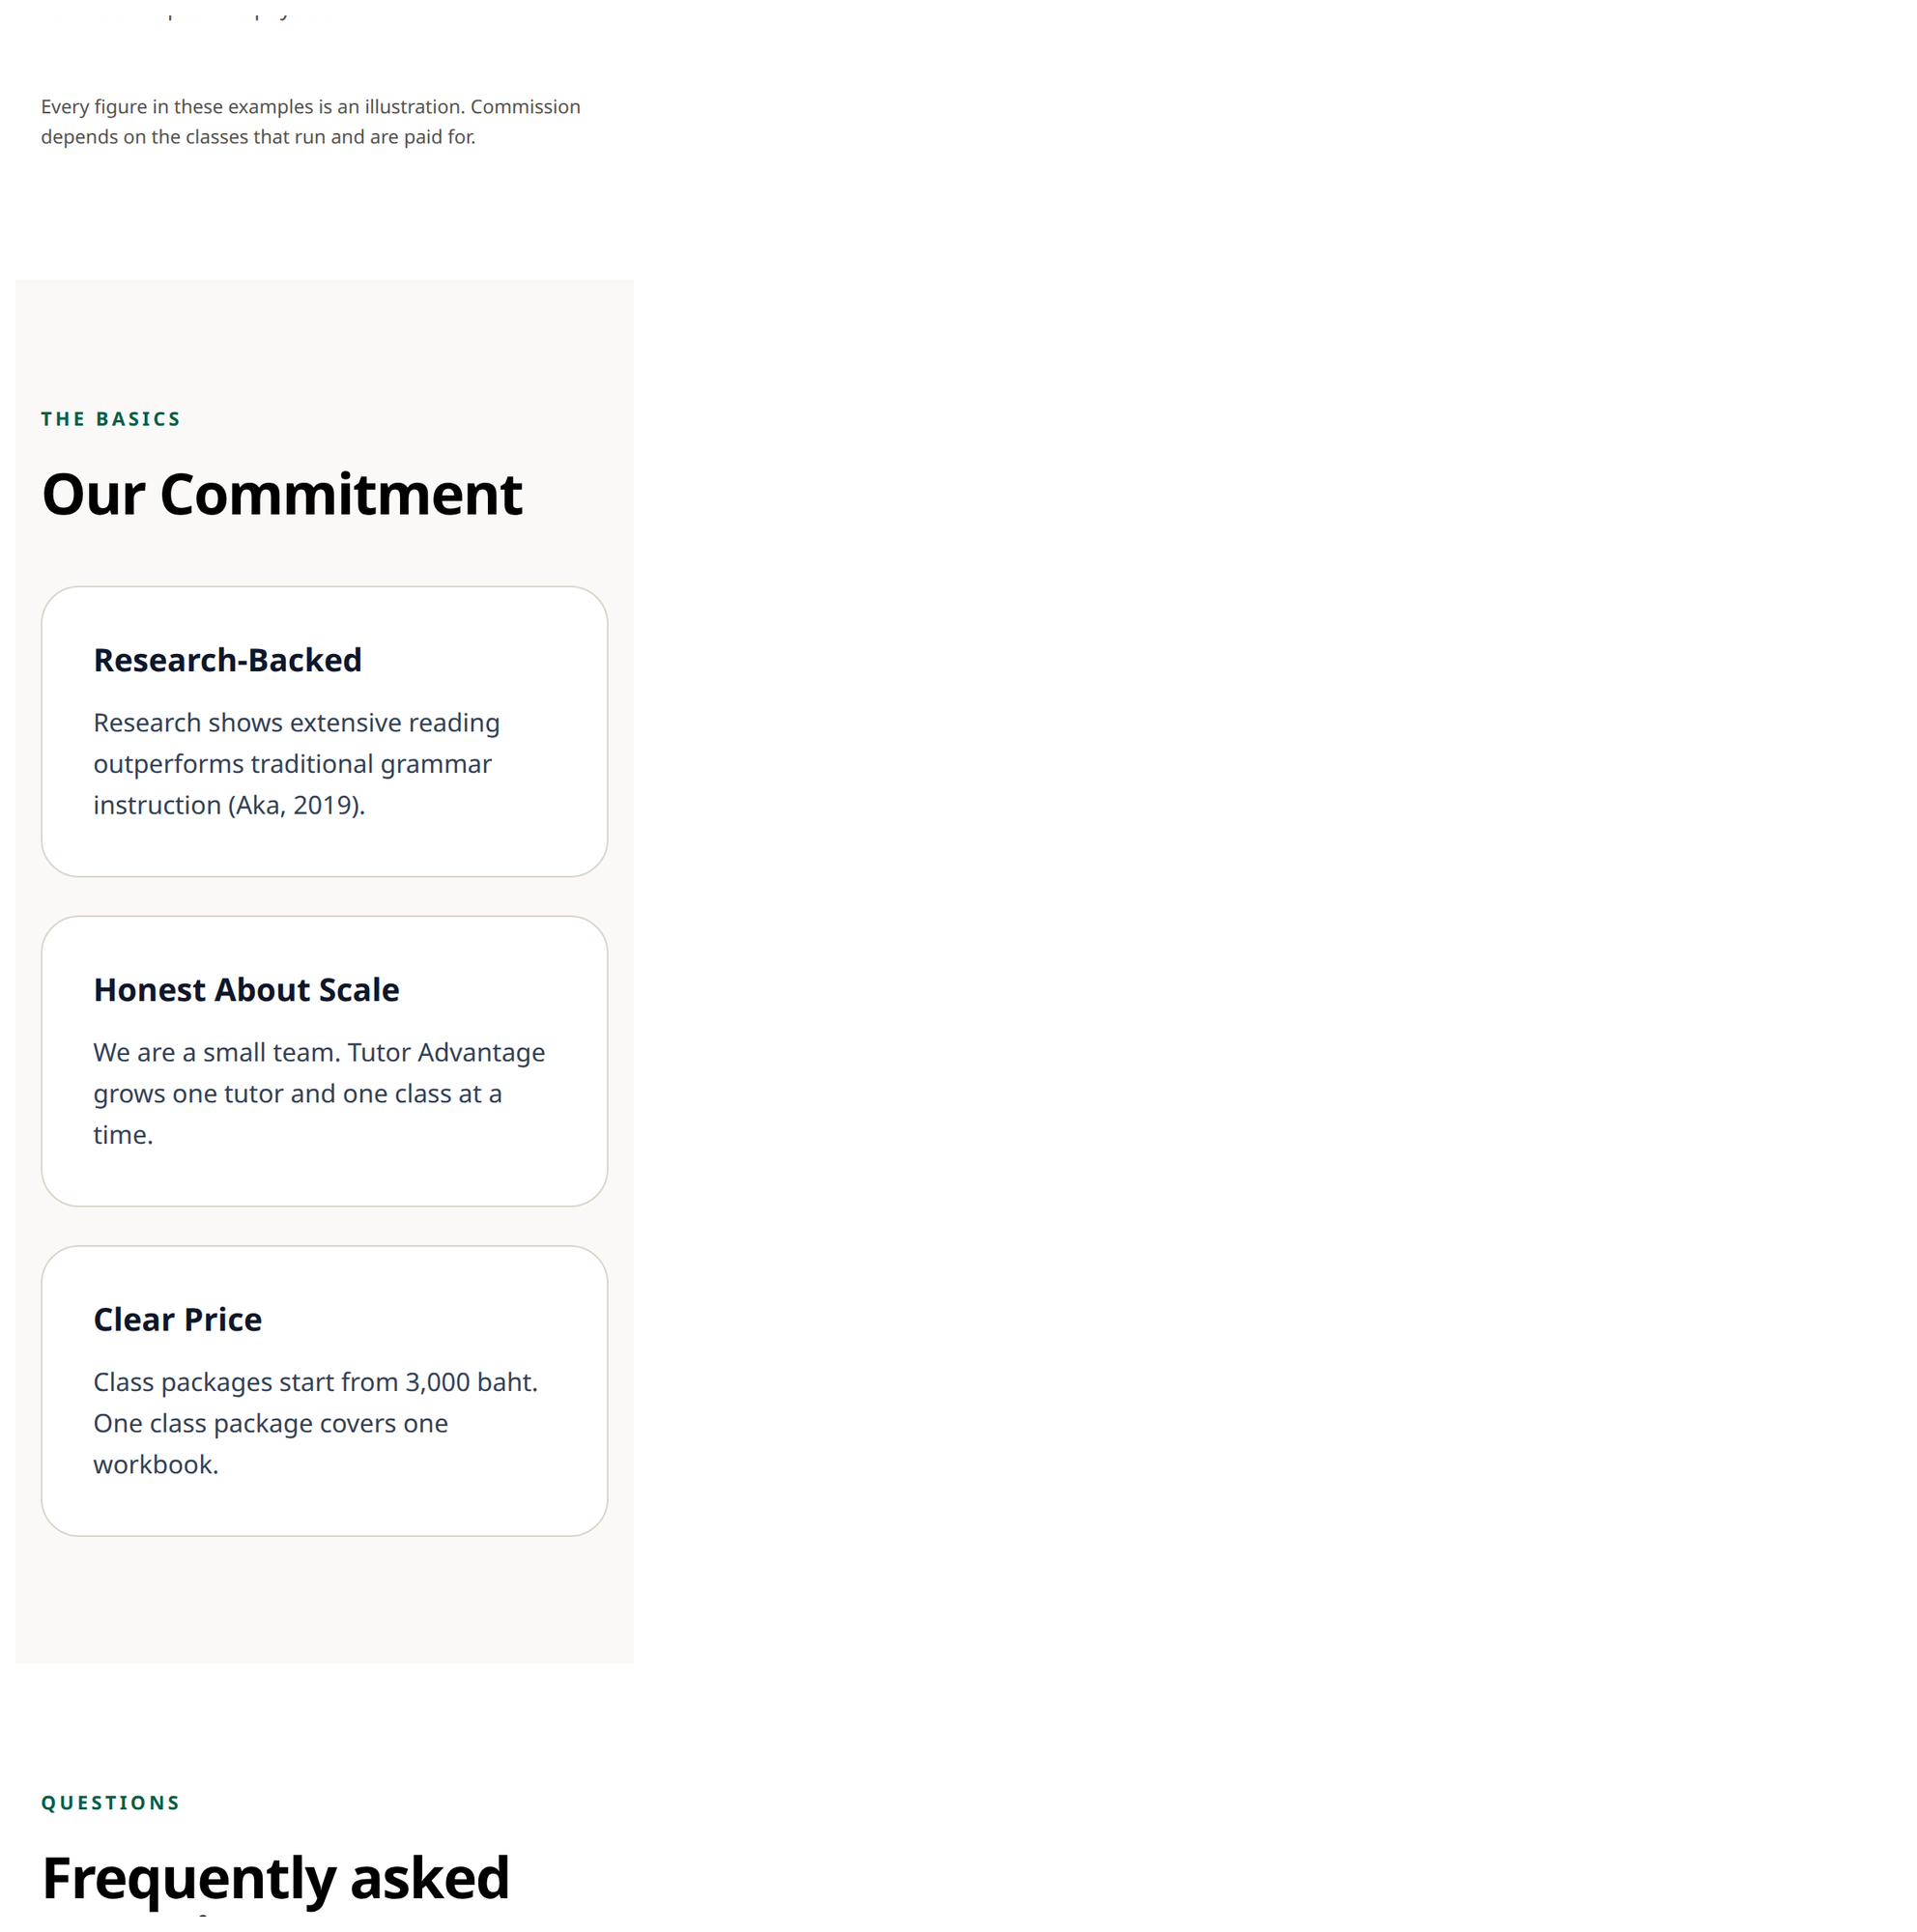 Every figure in these examples is an illustration. Commission
depends on the classes that run and are paid for.
THE BASICS
Our Commitment
Research-Backed
Research shows extensive reading
outperforms traditional grammar
instruction (Aka, 2019).
Honest About Scale
We are a small team. Tutor Advantage
grows one tutor and one class at a
time.
Clear Price
Class packages start from 3,000 baht.
One class package covers one
workbook.
QUESTIONS
Frequently asked